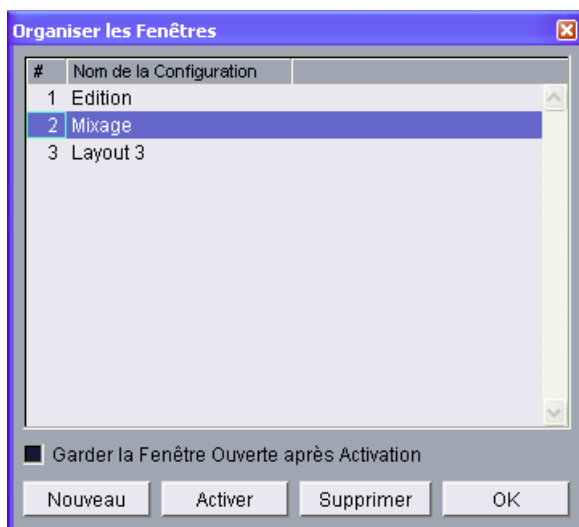 Organiser les Fenêtres
# Nom de la Configuration
1 Edition
2 Mixage
3 Layout 3
Garder la Fenêtre Ouverte après Activation
Nouveau Activer Supprimer OK